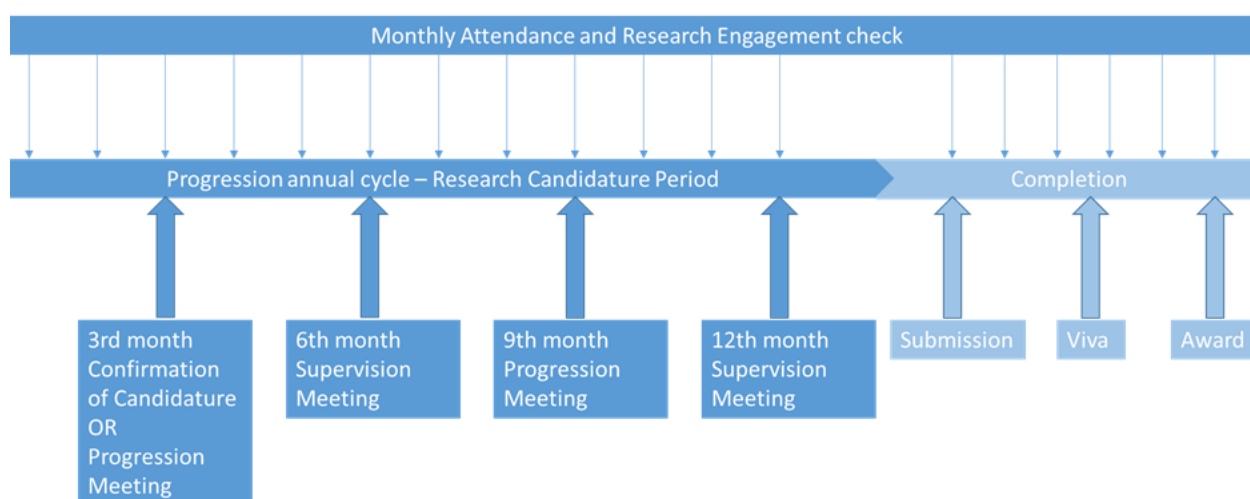 Monthly Attendance and Research Engagement check
Progression annual cycle – Research Candidature Period
Completion
3rd month
Confirmation
of Candidature
OR
Progression
Meeting
6th month
Supervision
Meeting
9th month
Progression
Meeting
12th month
Supervision
Meeting
Submission
Viva
Award